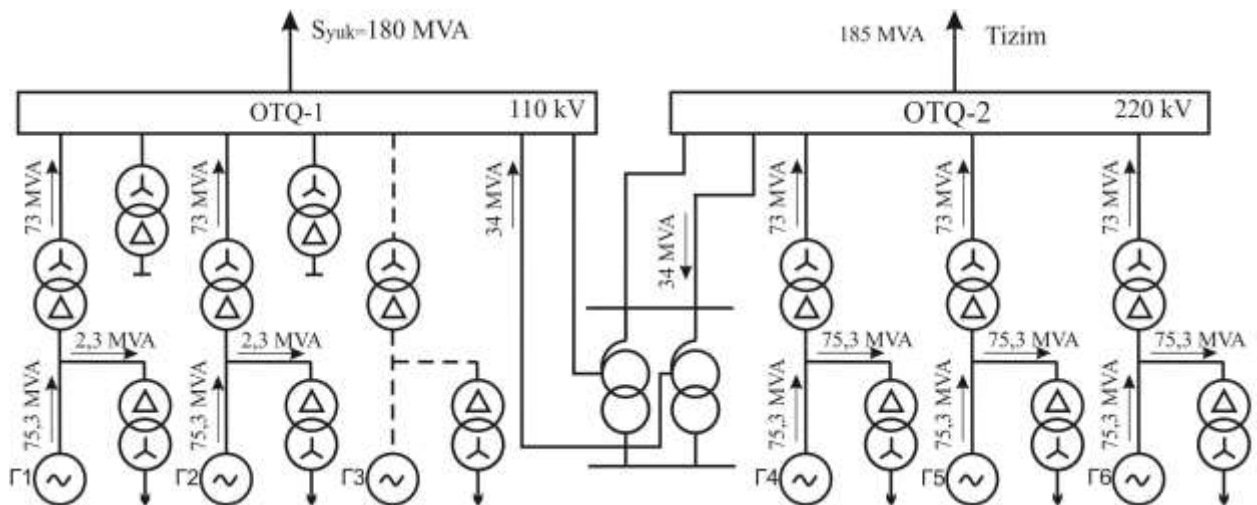 Syuk=180 MVA
185 MVA
Tizim
OTQ-1
110 kV
OTQ-2
220 kV
73 MVA
73 MVA
34 MVA
34 MVA
73 MVA
73 MVA
73 MVA
2,3 MVA
2,3 MVA
75,3 MVA
75,3 MVA
75,3 MVA
75,3 MVA
75,3 MVA
75,3 MVA
75,3 MVA
75,3 MVA
Г1
Г2
Г3
Г4
Г5
Г6